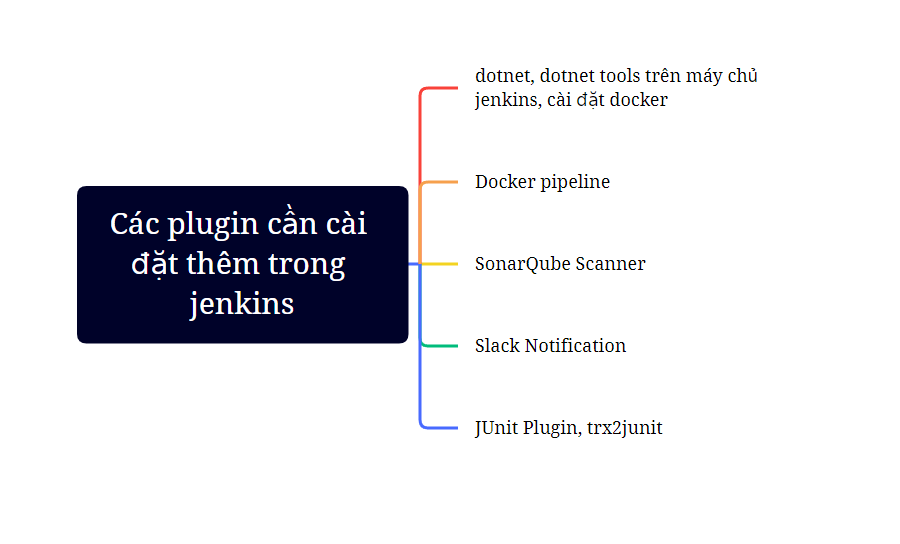 Các plugin cần cài
đặt thêm trong
jenkins
dotnet, dotnet tools trên máy chủ
jenkins, cài đặt docker
Docker pipeline
SonarQube Scanner
Slack Notification
JUnit Plugin, trx2junit